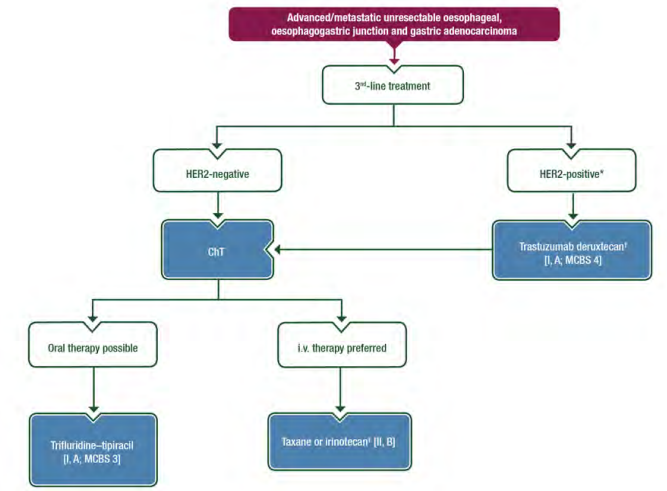 Advanced/metastatic unresectable oesophageal,
oesophagogastric junction and gastric adenocarcinoma
3rd-line treatment
HER2-negative
HER2-positive*
ChT
Trastuzumab deruxtecan†
[I, A; MCBS 4]
Oral therapy possible
i.v. therapy preferred
Trifluridine–tipiracil
[I, A; MCBS 3]
Taxane or irinotecan‡ [II, B]